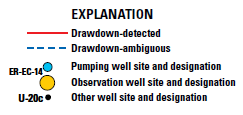 EXPLANATION
Drawdown-detected
Drawdown-ambiguous
ER-EC-14 Pumping well site and designation
Observation well site and designation
U-20c Other well site and designation